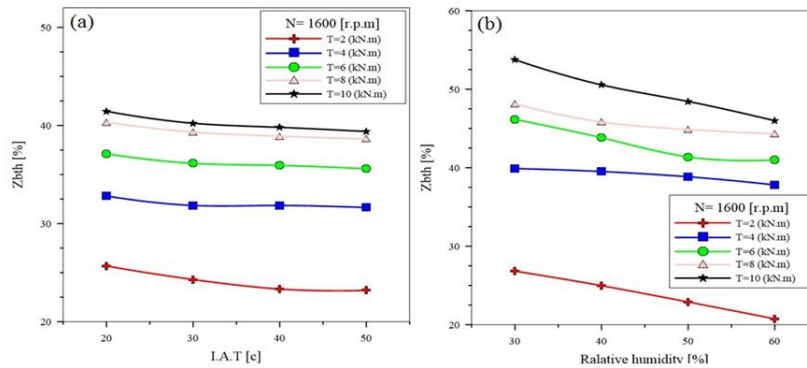 (a)
N= 1600 [r.p.m]
T=2 (kN.m)
T=4 (kN.m)
T=6 (kN.m)
T=8 (kN.m)
T=10 (kN.m)
Zbth [%]
50
40
30
20
20 30 40 50
I.A.T [c]
(b)
Zbth [%]
60
50
40
30
20
N= 1600 [r.p.m]
T=2 (kN.m)
T=4 (kN.m)
T=6 (kN.m)
T=8 (kN.m)
T=10 (kN.m)
30 40 50 60
Ralative humidity [%]